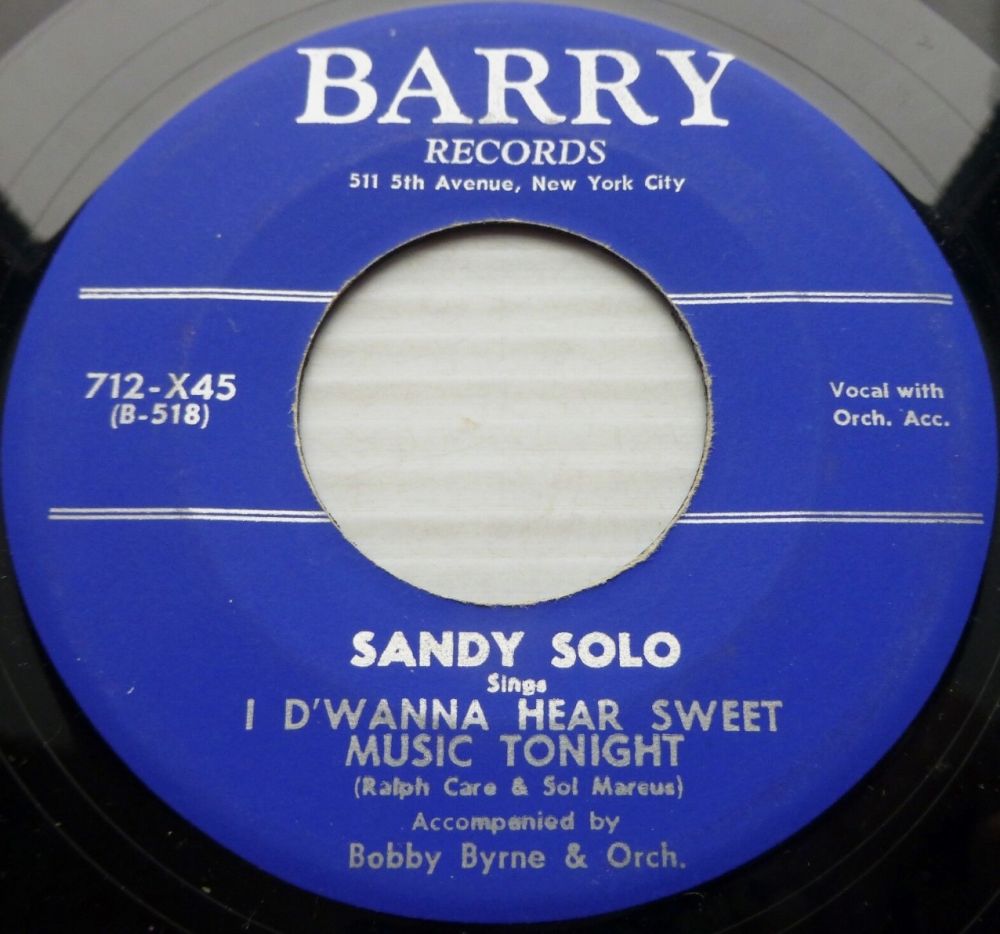 BARRY
RECORDS
511 5th Avenue, New York City
712-X45
(B-518)
Vocal with
Orch. Acc.
SANDY SOLO
Sings
I D'WANNA HEAR SWEET
MUSIC TONIGHT
(Ralph Care & Sol Marcus)
Accompanied by
Bobby Byrne & Orch.